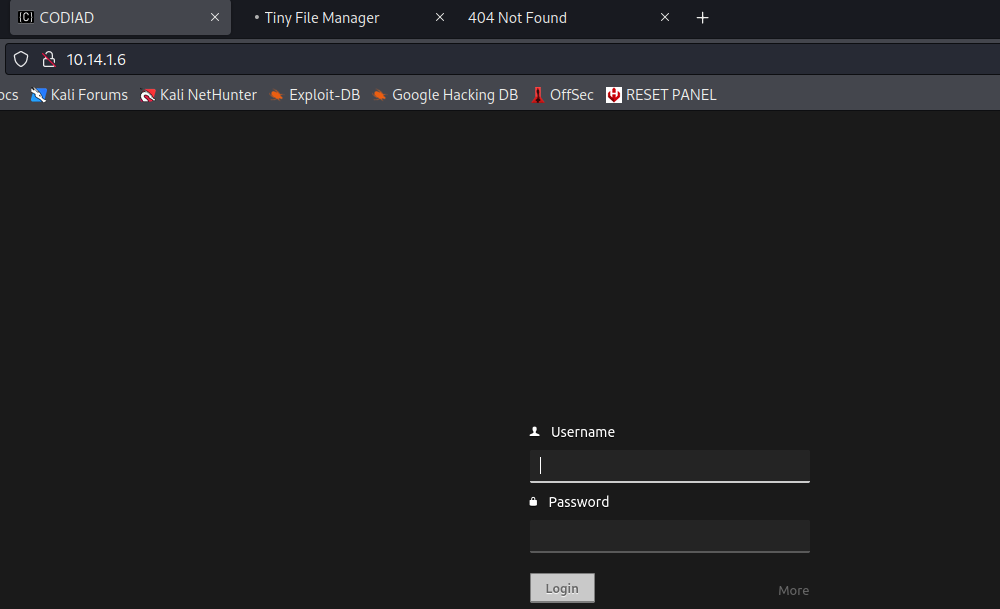 CODIAD
Tiny File Manager
404 Not Found
10.14.1.6
ocs Kali Forums Kali NetHunter Exploit-DB Google Hacking DB OffSec RESET PANEL
Username
Password
Login More